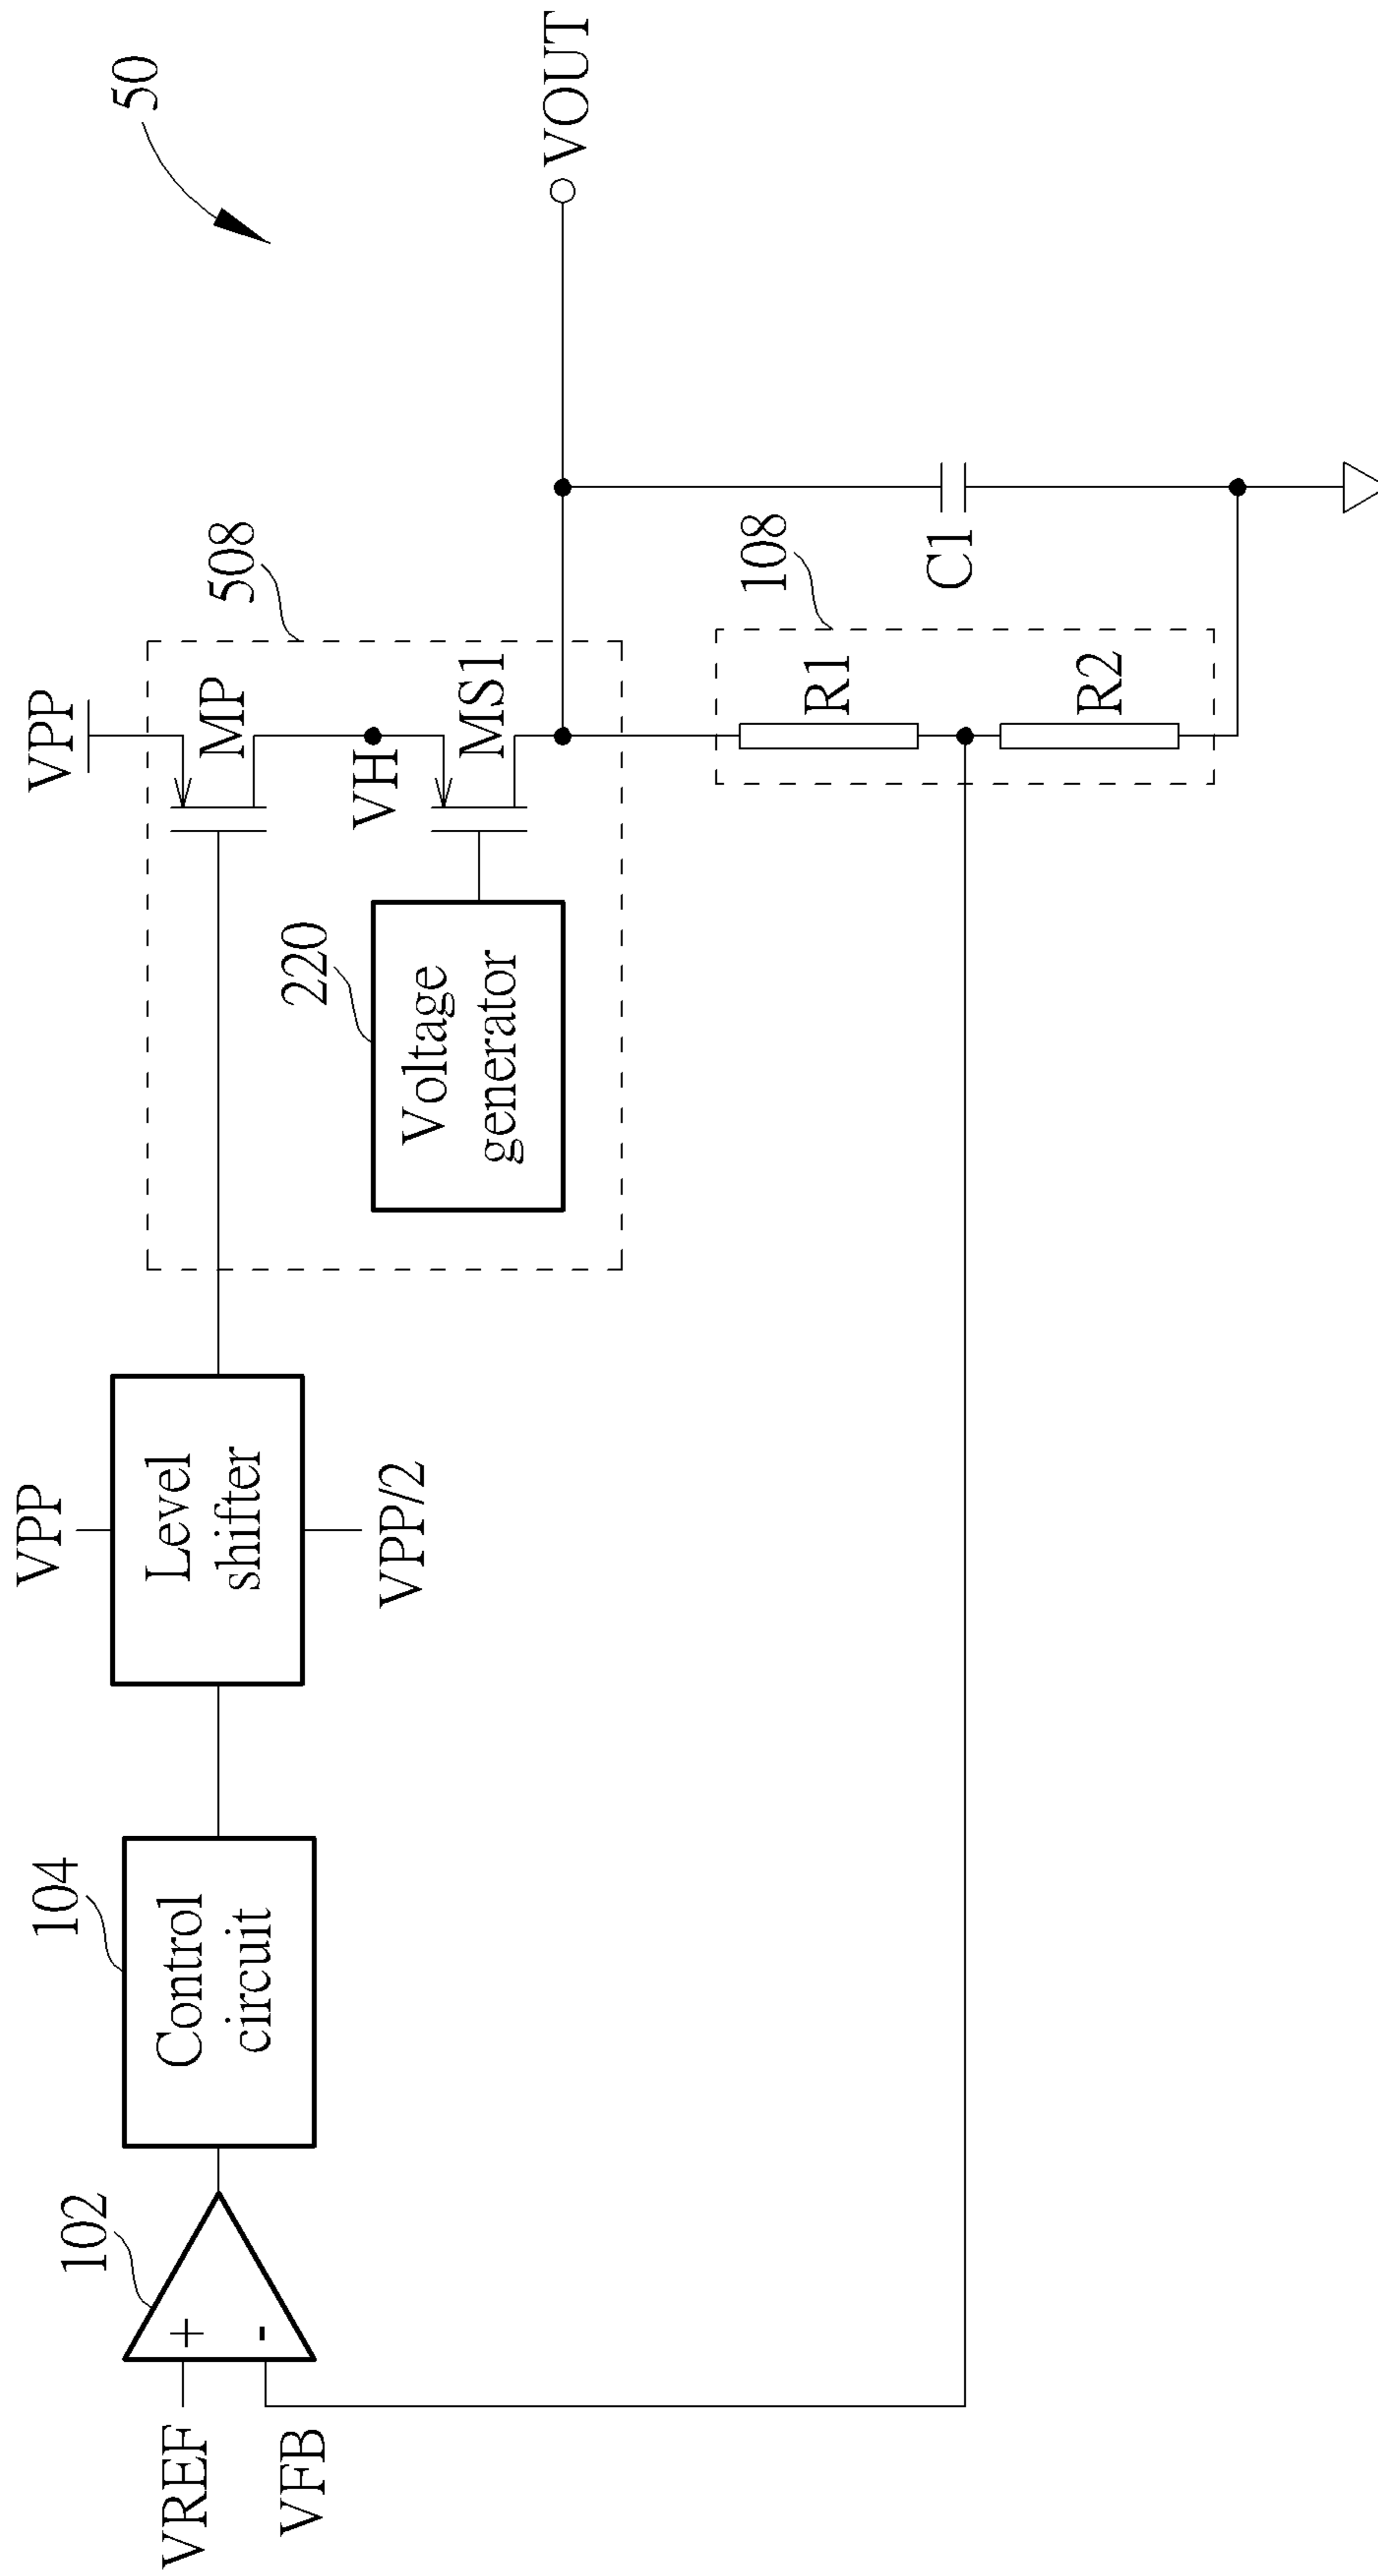 50
VPP
MP
508
VH
MS1
220
Voltage
generator
VOUT
VPP
Level
shifter
VPP/2
104
Control
circuit
102
+
-
VREF
VFB
108
R1
R2
C1